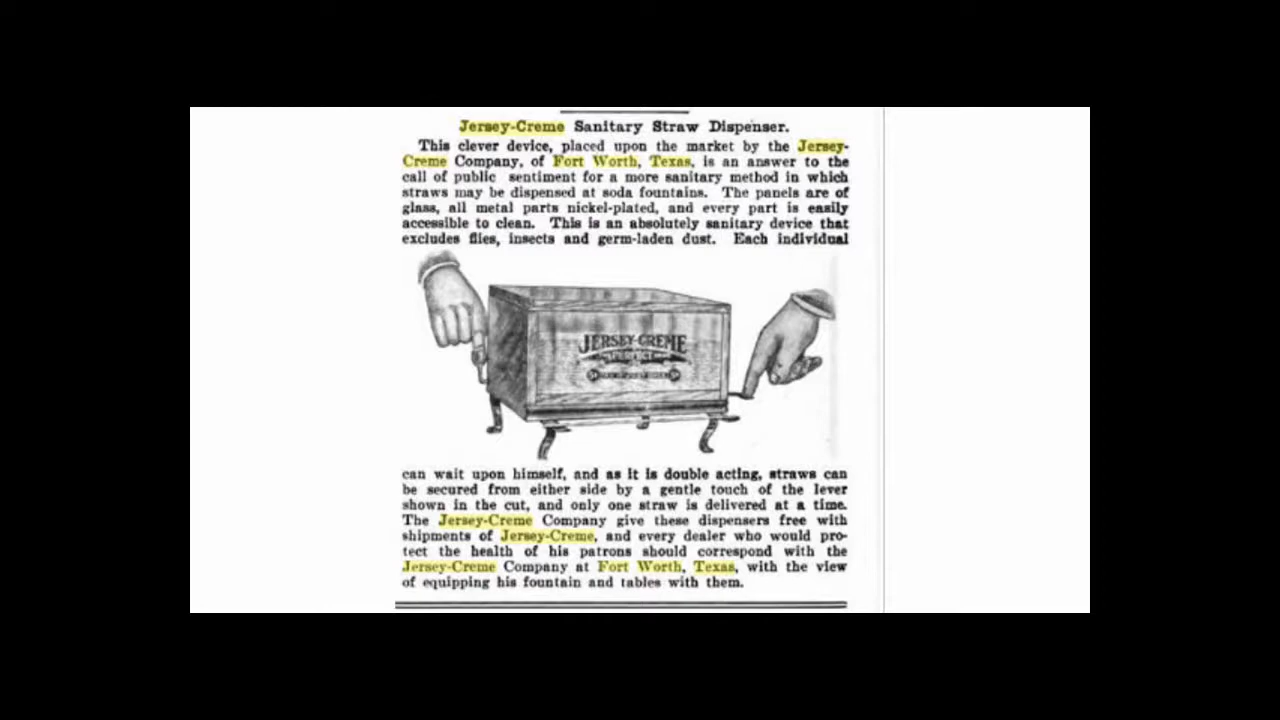 Jersey-Creme Sanitary Straw Dispenser.
This clever device, placed upon the market by the Jersey-
Creme Company, of Fort Worth, Texas, is an answer to the
call of public sentiment for a more sanitary method in which
straws may be dispensed at soda fountains. The panels are of
glass, all metal parts nickel-plated, and every part is easily
accessible to clean. This is an absolutely sanitary device that
excludes flies, insects and germ-laden dust. Each individual
JERSEY-CREME
PERFECT
can wait upon himself, and as it is double acting, straws can
be secured from either side by a gentle touch of the lever
shown in the cut, and only one straw is delivered at a time.
The Jersey-Creme Company give these dispensers free with
shipments of Jersey-Creme, and every dealer who would pro-
tect the health of his patrons should correspond with the
Jersey-Creme Company at Fort Worth, Texas, with the view
of equipping his fountain and tables with them.